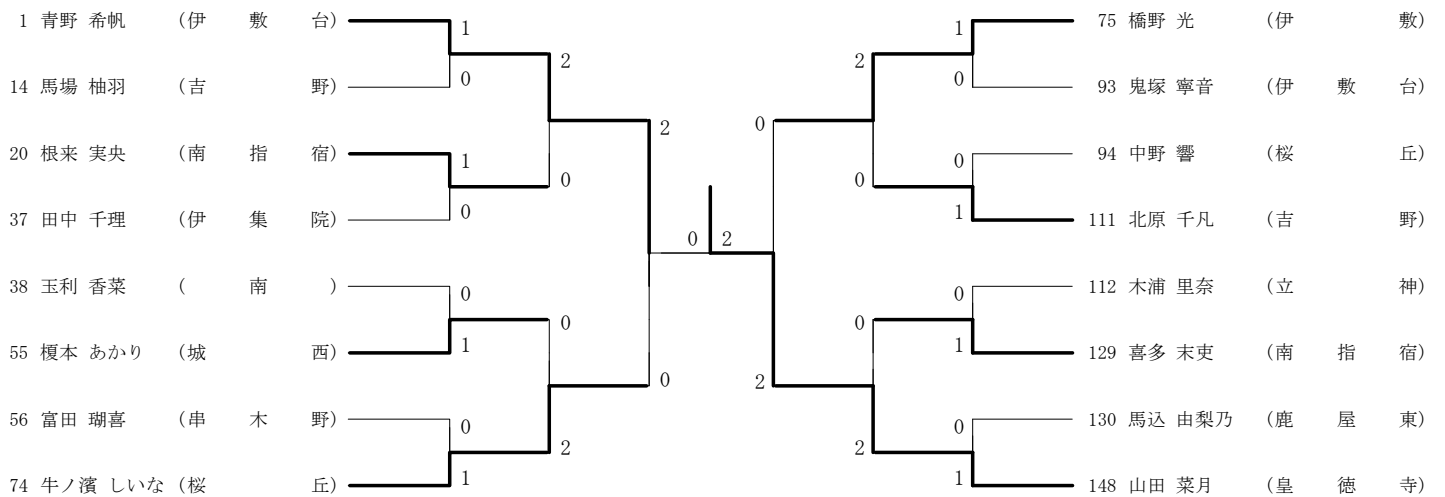 1 青野 希帆 (伊 敷 台)
1
2
14 馬場 柚羽 (吉 野)
0
2
20 根来 実央 (南 指 宿)
1
0
37 田中 千理 (伊 集 院)
0
0
38 玉利 香菜 ( 南 )
0
0
55 榎本 あかり (城 西)
1
0
56 富田 瑚喜 (串 木 野)
0
2
74 牛ノ濱 しいな (桜 丘)
1
2
75 橋野 光 (伊 敷)
1
2
93 鬼塚 寧音 (伊 敷 台)
0
0
94 中野 響 (桜 丘)
0
0
111 北原 千凡 (吉 野)
1
112 木浦 里奈 (立 神)
0
0
129 喜多 末吏 (南 指 宿)
1
2
130 馬込 由梨乃 (鹿 屋 東)
0
2
148 山田 菜月 (皇 徳 寺)
1